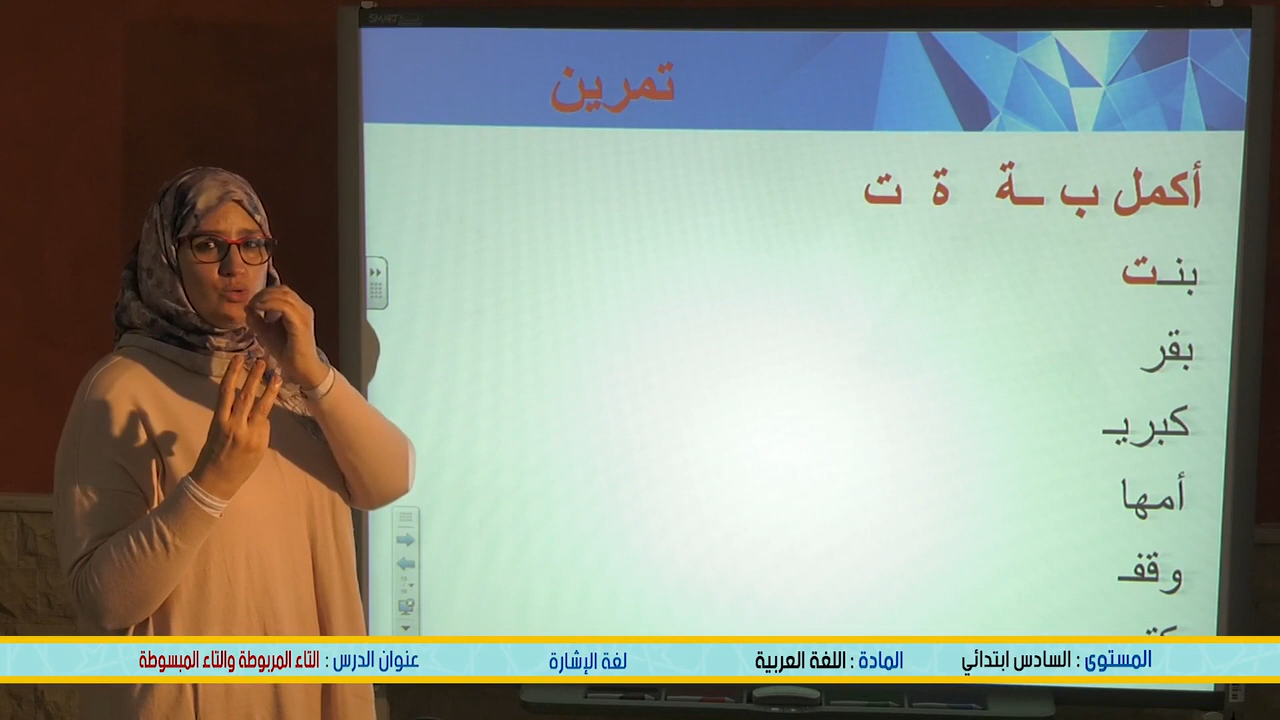 SMART
تمرين
أكمل ب ـة ة ت
بنـت
بقر
كبريـ
أمها
وقفـ
المستوى : السادس ابتدائي
المادة : اللغة العربية
لغة الإشارة
عنوان الدرس : التاء المربوطة والتاء المبسوطة